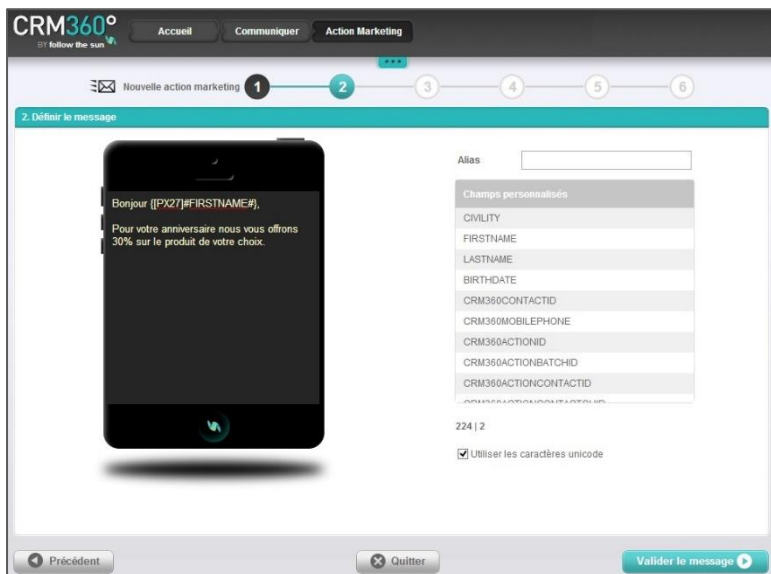 CRM360°
BY follow the sun
Accueil
Communiquer
Action Marketing
Nouvelle action marketing
1
2
3
4
5
6
2. Définir le message
Bonjour {[PX27]#FIRSTNAME#},
Pour votre anniversaire nous vous offrons
30% sur le produit de votre choix.
Alias
Champs personnalisés
CIVILITY
FIRSTNAME
LASTNAME
BIRTHDATE
CRM360CONTACTID
CRM360MOBILEPHONE
CRM360ACTIONID
CRM360ACTIONBATCHID
CRM360ACTIONCONTACTID
224 | 2
Utiliser les caractères unicode
Précédent
Quitter
Valider le message